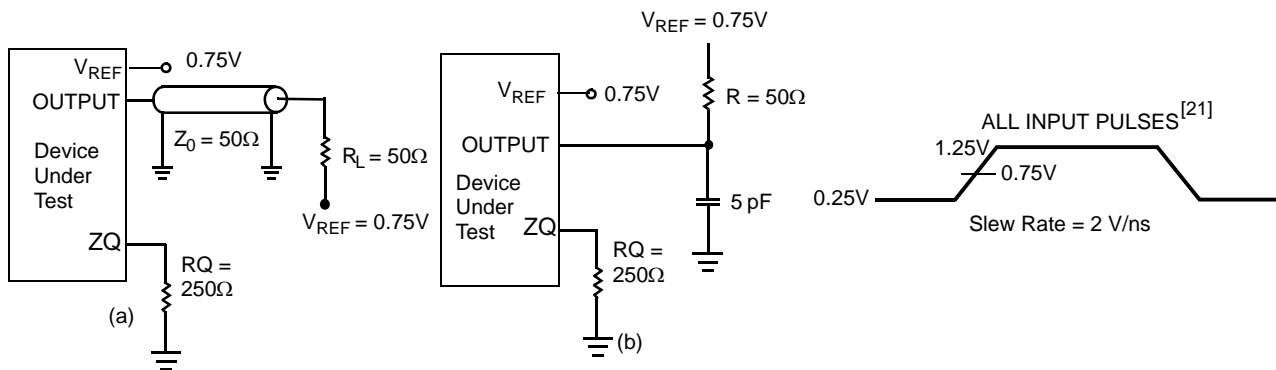 V_REF 0.75V
OUTPUT
Z_0 = 50Ω
Device
Under
Test
R_L = 50Ω
V_REF = 0.75V
ZQ
RQ =
250Ω
(a)
V_REF = 0.75V
V_REF 0.75V
R = 50Ω
OUTPUT
Device
Under
Test
5 pF
ZQ
RQ =
250Ω
(b)
ALL INPUT PULSES[21]
1.25V
0.75V
0.25V
Slew Rate = 2 V/ns